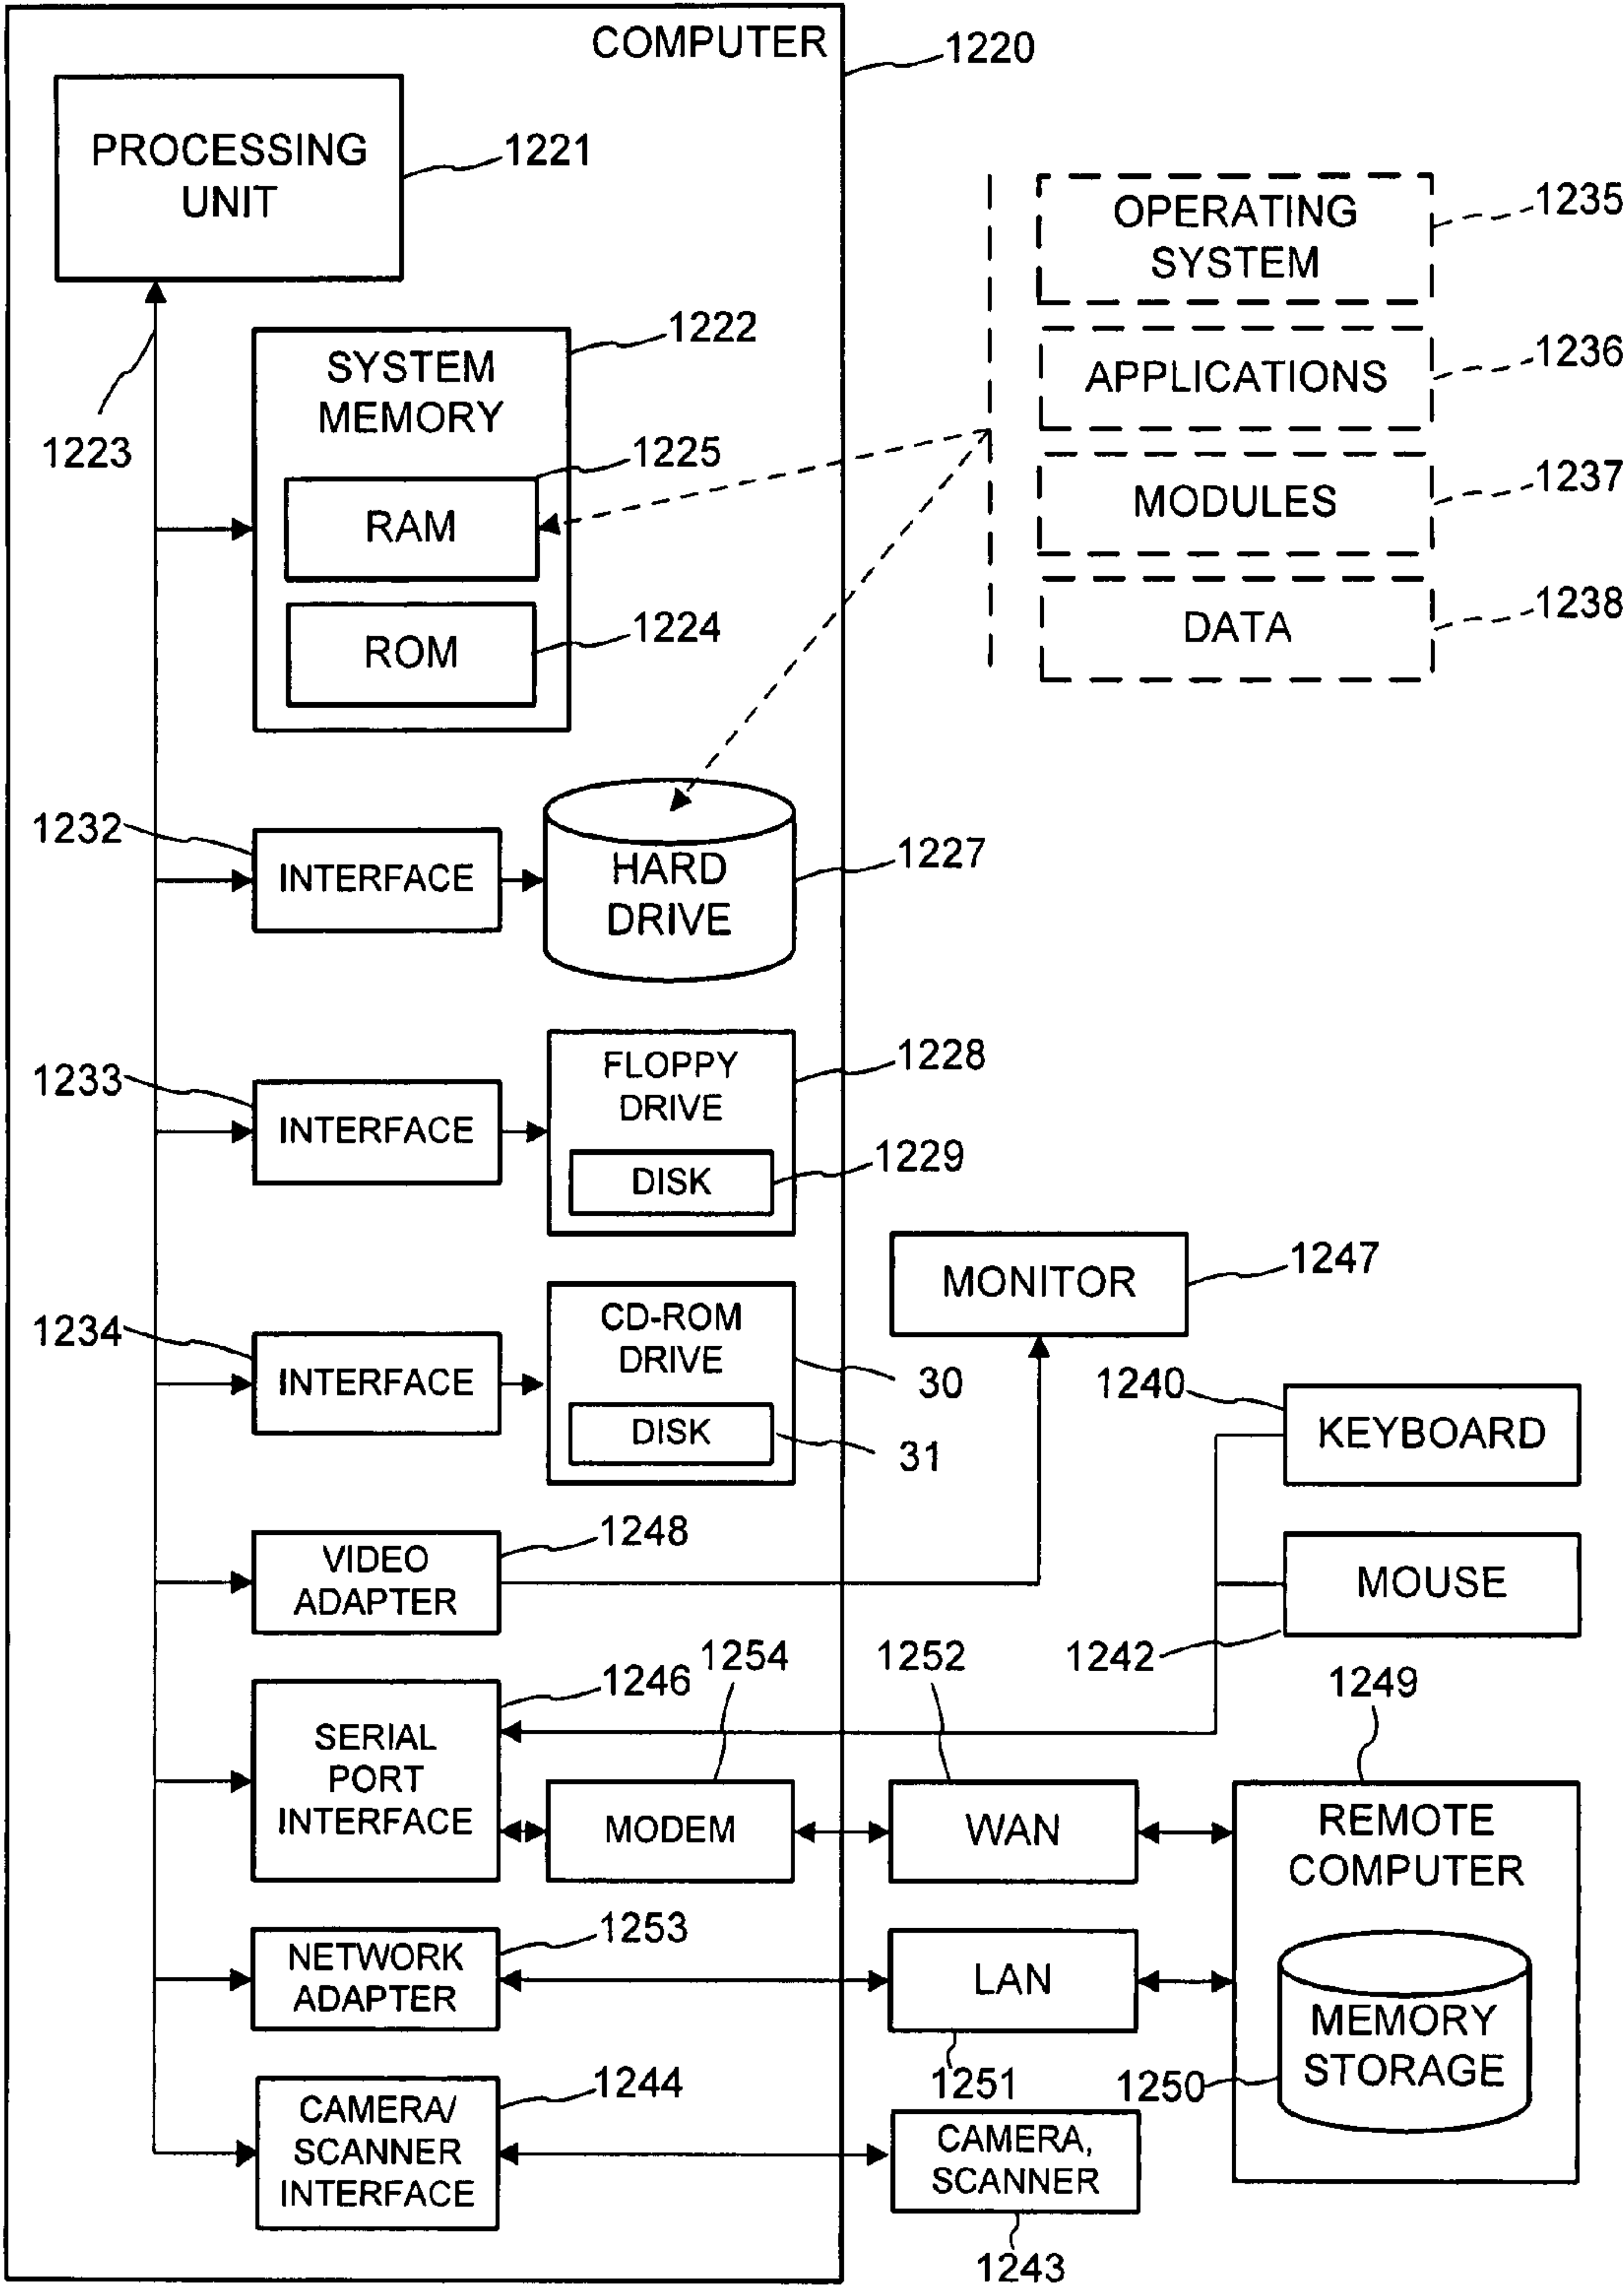 COMPUTER
1220
PROCESSING
UNIT
1221
1223
SYSTEM
MEMORY
1222
RAM
1225
ROM
1224
OPERATING
SYSTEM
1235
APPLICATIONS
1236
MODULES
1237
DATA
1238
1232
INTERFACE
HARD
DRIVE
1227
1233
INTERFACE
FLOPPY
DRIVE
1228
DISK
1229
1234
INTERFACE
CD-ROM
DRIVE
30
DISK
31
MONITOR
1247
1240
KEYBOARD
MOUSE
1242
VIDEO
ADAPTER
1248
SERIAL
PORT
INTERFACE
1246
MODEM
1254
WAN
1252
1249
REMOTE
COMPUTER
MEMORY
STORAGE
1250
NETWORK
ADAPTER
1253
LAN
1251
CAMERA/
SCANNER
INTERFACE
1244
CAMERA,
SCANNER
1243